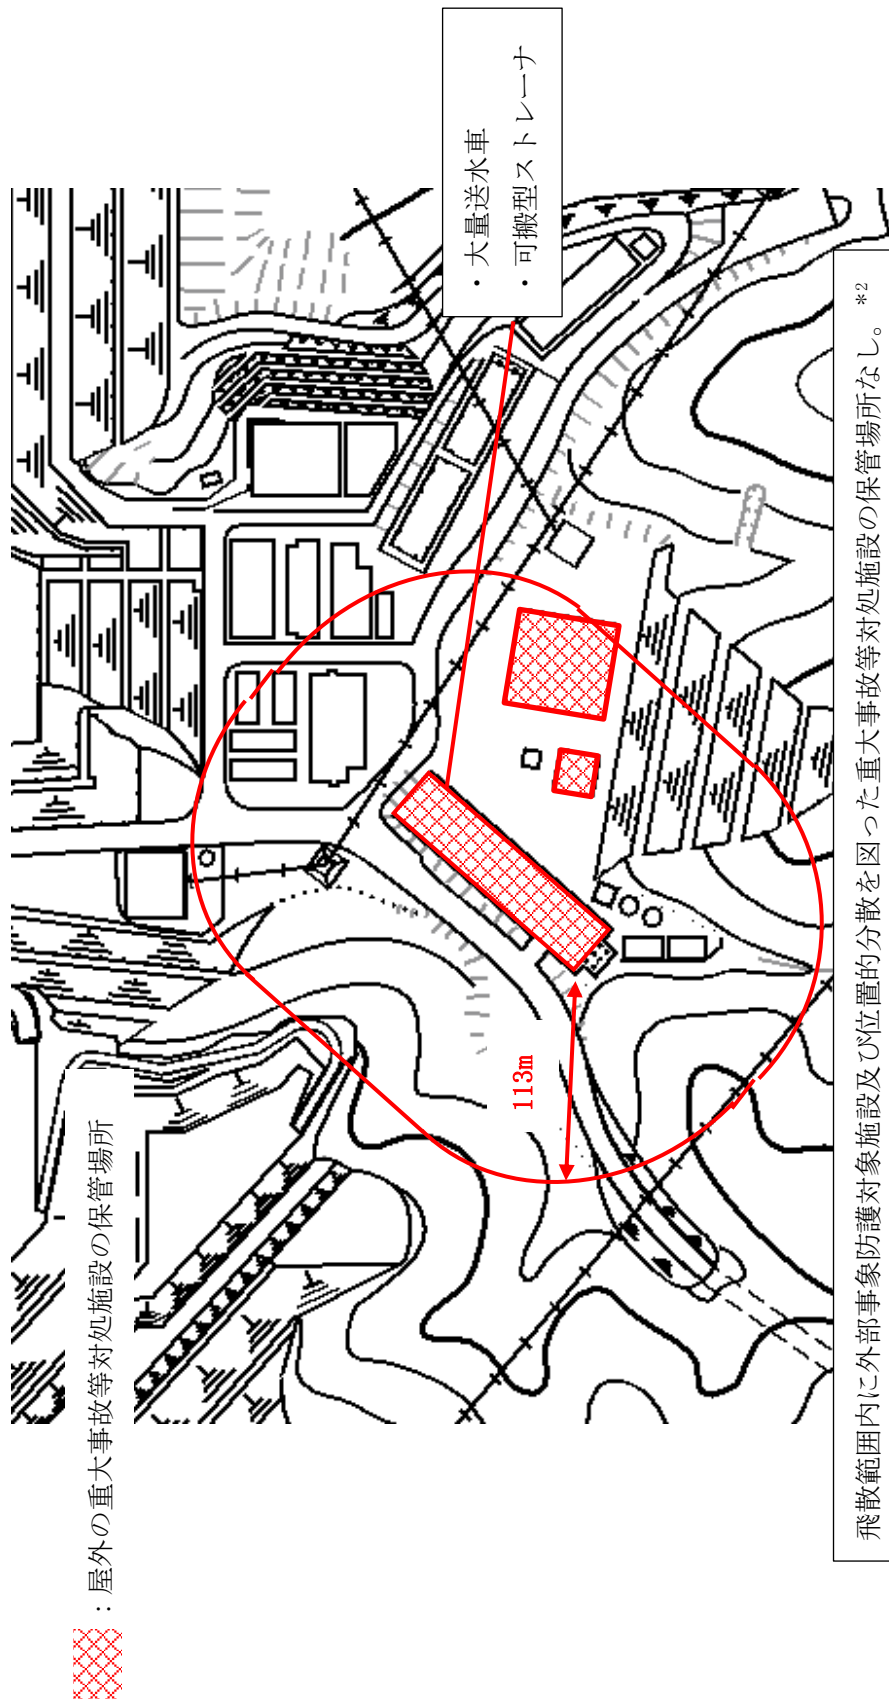 ：屋外の重大事故等対処施設の保管場所
・大量送水車
・可搬型ストレーナ
113m
飛散範囲内に外部事象防護対象施設及び位置的分散を図った重大事故等対処施設の保管場所なし。*2